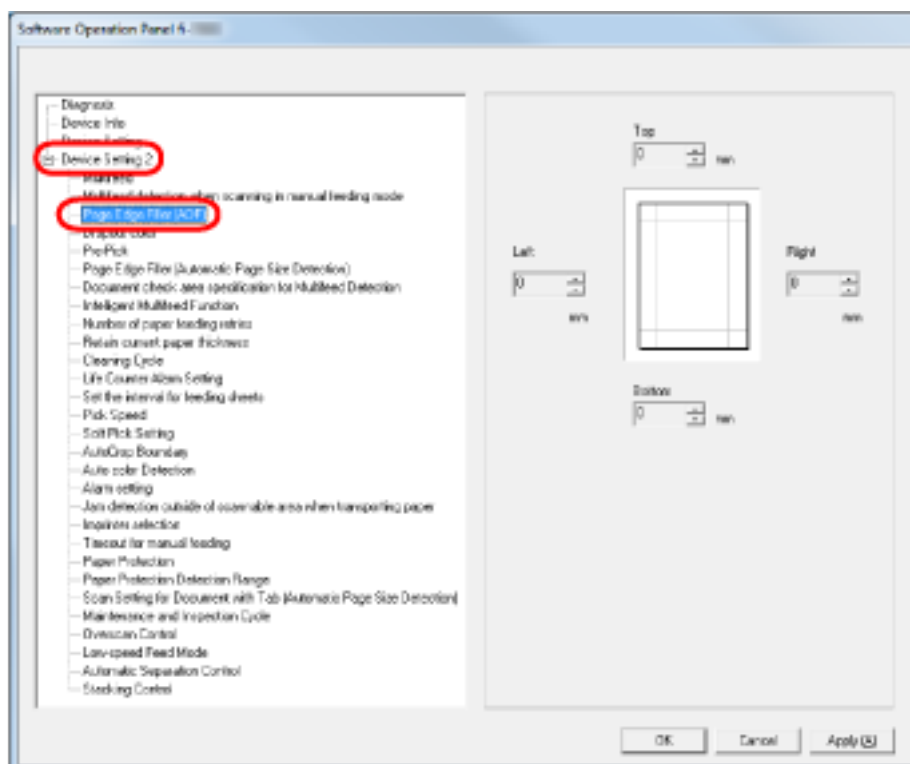 Software Operation Panel fi-
Diagnosis
Device Info
Device Setting
Device Setting 2
Multifeed
Multifeed detection when scanning in manual feeding mode
Page Edge Filler (ADF)
Dropout Color
Pre-Pick
Page Edge Filler (Automatic Page Size Detection)
Document check area specification for Multifeed Detection
Intelligent Multifeed Function
Number of paper feeding retries
Retain current paper thickness
Cleaning Cycle
Life Counter Alarm Setting
Set the interval for feeding sheets
Pick Speed
Soft Pick Setting
AutoCrop Boundary
Auto color Detection
Alarm setting
Jam detection outside of scannable area when transporting paper
Imprinter selection
Timeout for manual feeding
Paper Protection
Paper Protection Detection Range
Scan Setting for Document with Tab (Automatic Page Size Detection)
Maintenance and Inspection Cycle
Overscan Control
Low-speed Feed Mode
Automatic Separation Control
Stacking Control
Top
0 mm
Left
0
mm
Right
0
mm
Bottom
0 mm
OK Cancel Apply (A)